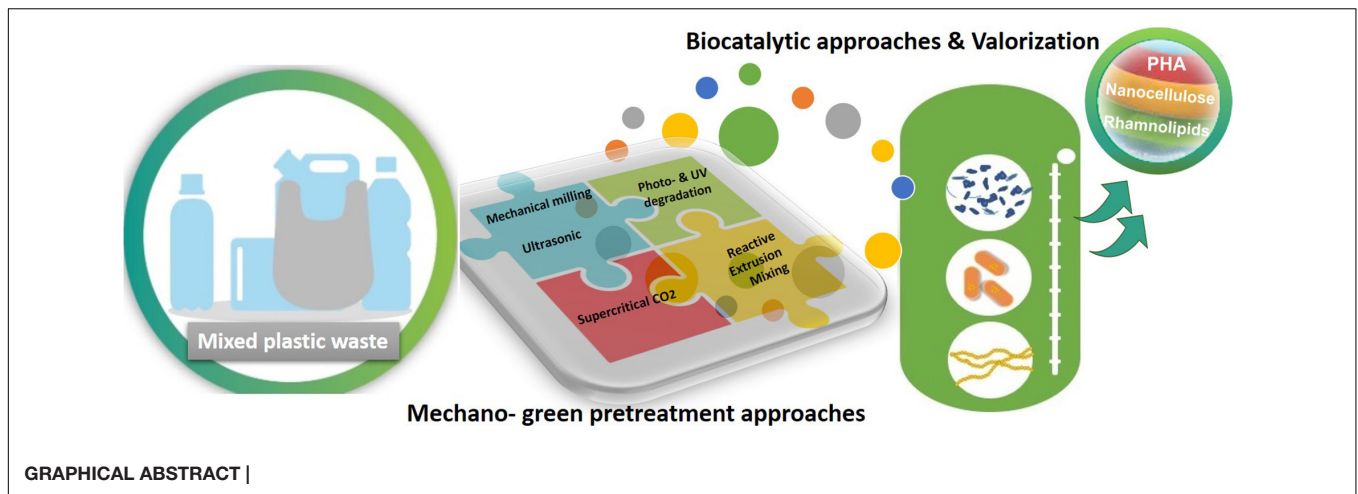 Biocatalytic approaches & Valorization
PHA
Nanocellulose
Rhamnolipids
Mechanical milling
Ultrasonic
Photo- & UV
degradation
Supercritical CO2
Reactive
Extrusion
Mixing
Mixed plastic waste
Mechano- green pretreatment approaches
GRAPHICAL ABSTRACT |